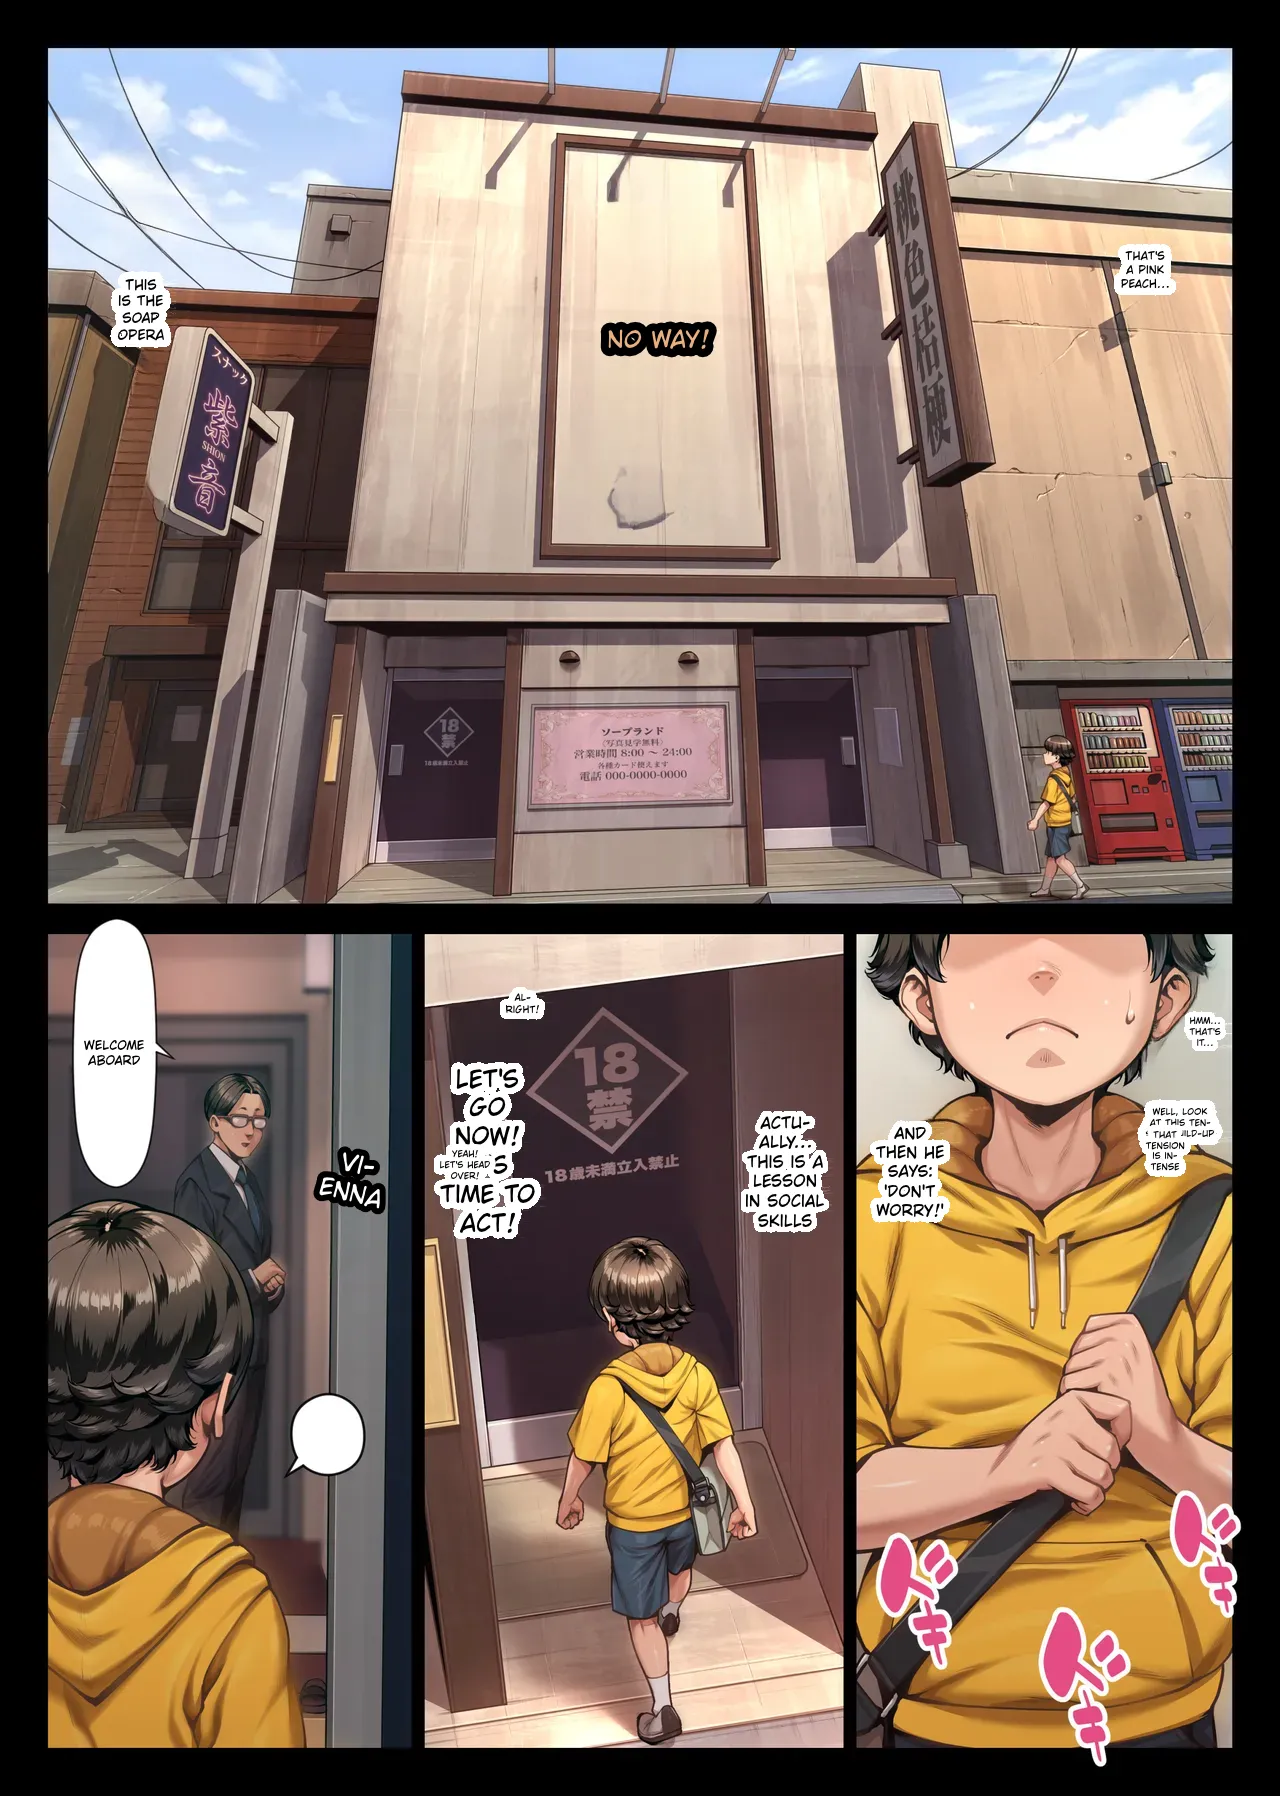 THIS
IS THE
SOAP
OPERA
スナック
紫音
SHION
NO WAY!
桃色桔梗
THAT'S
A PINK
PEACH...
18
禁
18歳未満立入禁止
ソープランド
(写真見学無料)
営業時間 8:00 ～ 24:00
各種カード使えます
電話 000-0000-0000
HMM...
THAT'S
IT...
WELL, LOOK
AT THIS TEN-
THAT
ILD-UP
TENSION
IS IN-
TENSE
AND
THEN HE
SAYS:
'DON'T
WORRY!'
ドキ
ドキ
ドキ
AL-
RIGHT!
18
禁
18歳未満立入禁止
ACTU-
ALLY...
THIS IS A
LESSON
IN SOCIAL
SKILLS
LET'S
GO
NOW!
YEAH!
LET'S HEAD
OVER!
S
TIME TO
ACT!
WELCOME
ABOARD
VI-
ENNA